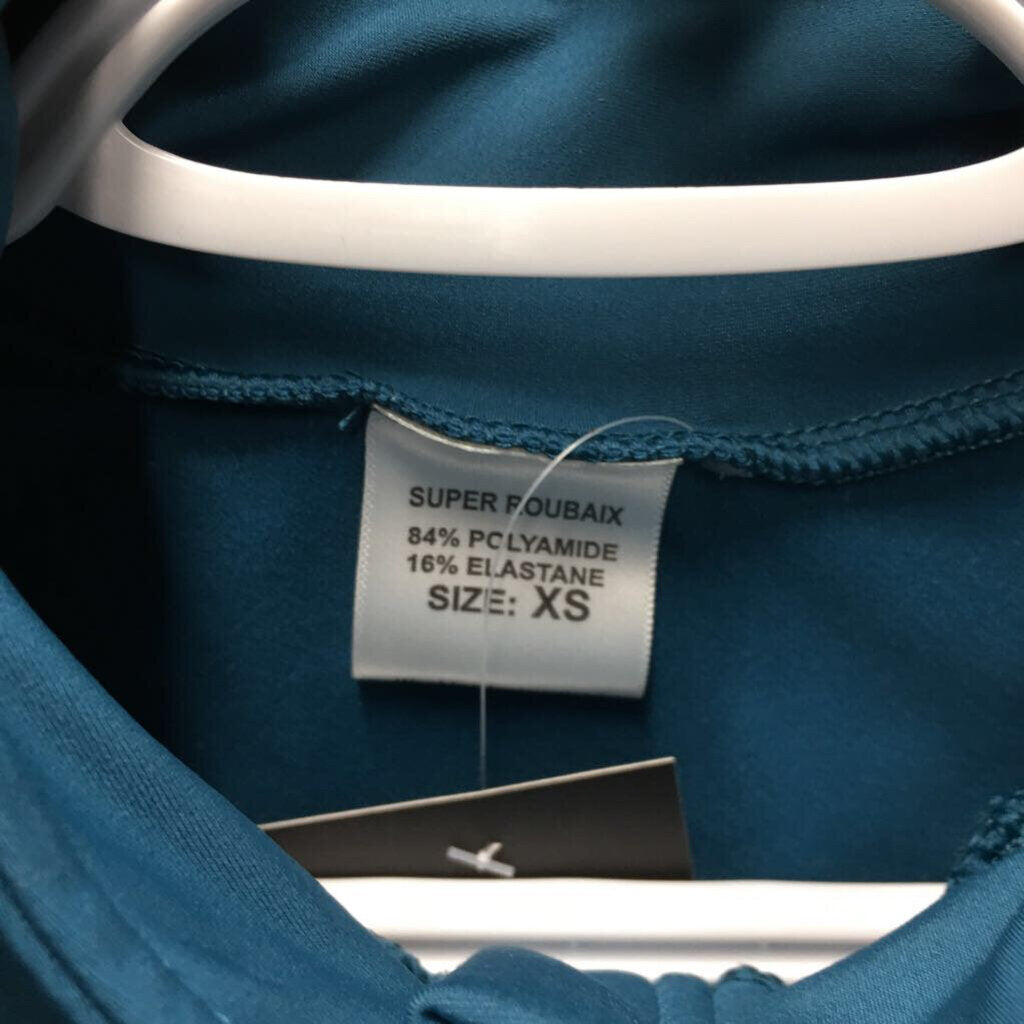 SUPER ROUBAIX
84% POLYAMIDE
16% ELASTANE
SIZE: XS